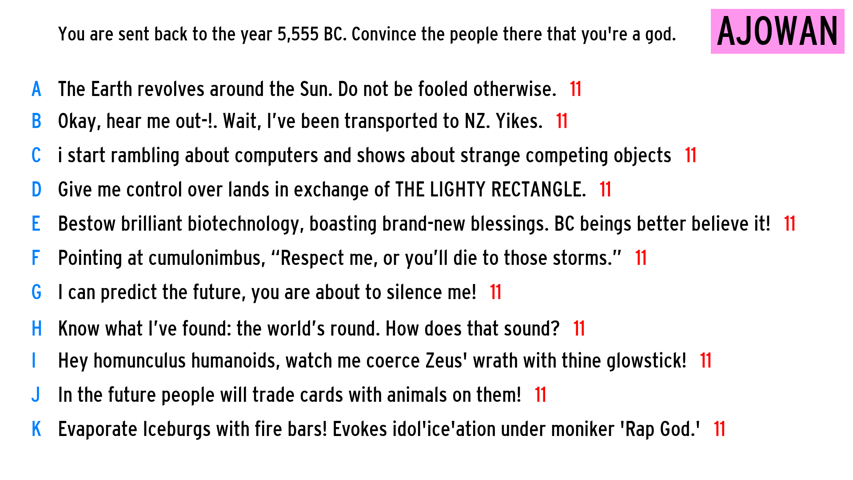 You are sent back to the year 5,555 BC. Convince the people there that you're a god.
AJOWAN
A The Earth revolves around the Sun. Do not be fooled otherwise. 11
B Okay, hear me out-!. Wait, I've been transported to NZ. Yikes. 11
C i start rambling about computers and shows about strange competing objects 11
D Give me control over lands in exchange of THE LIGHTY RECTANGLE. 11
E Bestow brilliant biotechnology, boasting brand-new blessings. BC beings better believe it! 11
F Pointing at cumulonimbus, “Respect me, or you’ll die to those storms.” 11
G I can predict the future, you are about to silence me! 11
H Know what I’ve found: the world’s round. How does that sound? 11
I Hey homunculus humanoids, watch me coerce Zeus' wrath with thine glowstick! 11
J In the future people will trade cards with animals on them! 11
K Evaporate Iceburgs with fire bars! Evokes idol'ice'ation under moniker 'Rap God.' 11